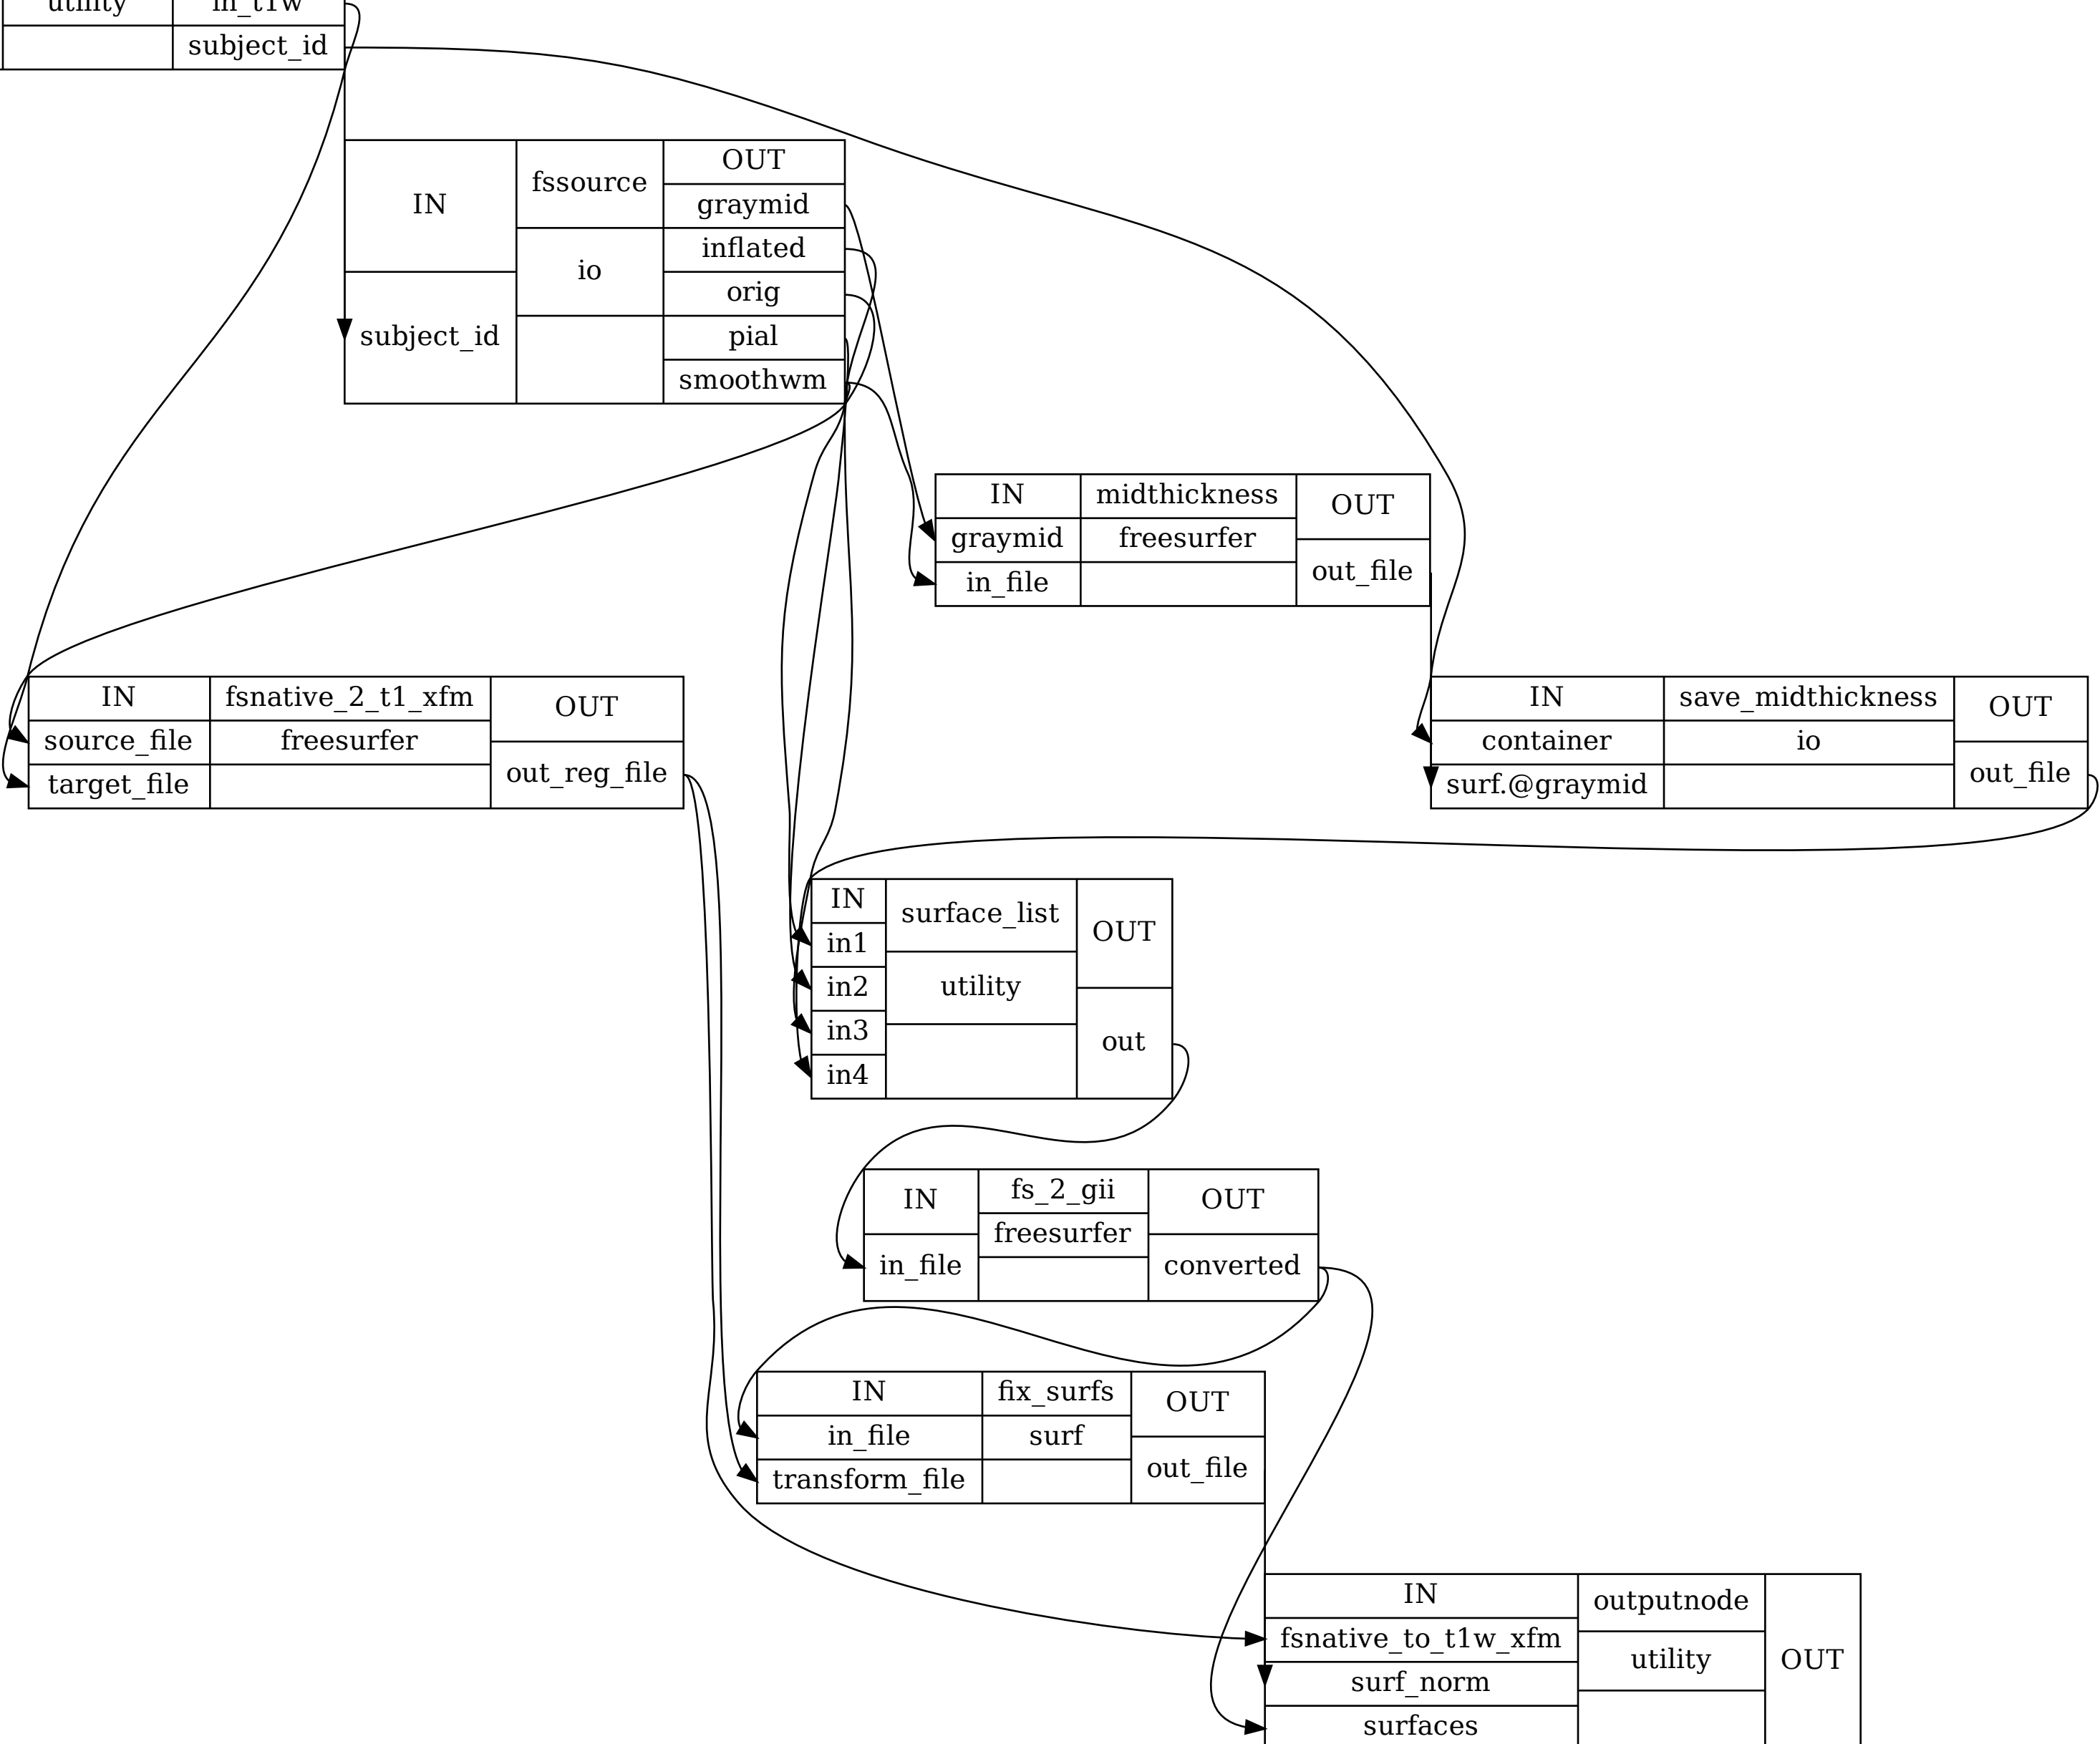 utility in_t1w
subject_id
IN fssource OUT
graymid
inflated
io
orig
subject_id pial
smoothwm
IN midthickness OUT
graymid freesurfer
in_file out_file
IN fsnative_2_t1_xfm OUT
source_file freesurfer
target_file out_reg_file
IN save_midthickness OUT
container io
surf.@graymid out_file
IN surface_list OUT
in1
in2 utility
in3 out
in4
IN fs_2_gii OUT
freesurfer
in_file converted
IN fix_surfs OUT
in_file surf
transform_file out_file
IN outputnode
fsnative_to_t1w_xfm utility OUT
surf_norm
surfaces